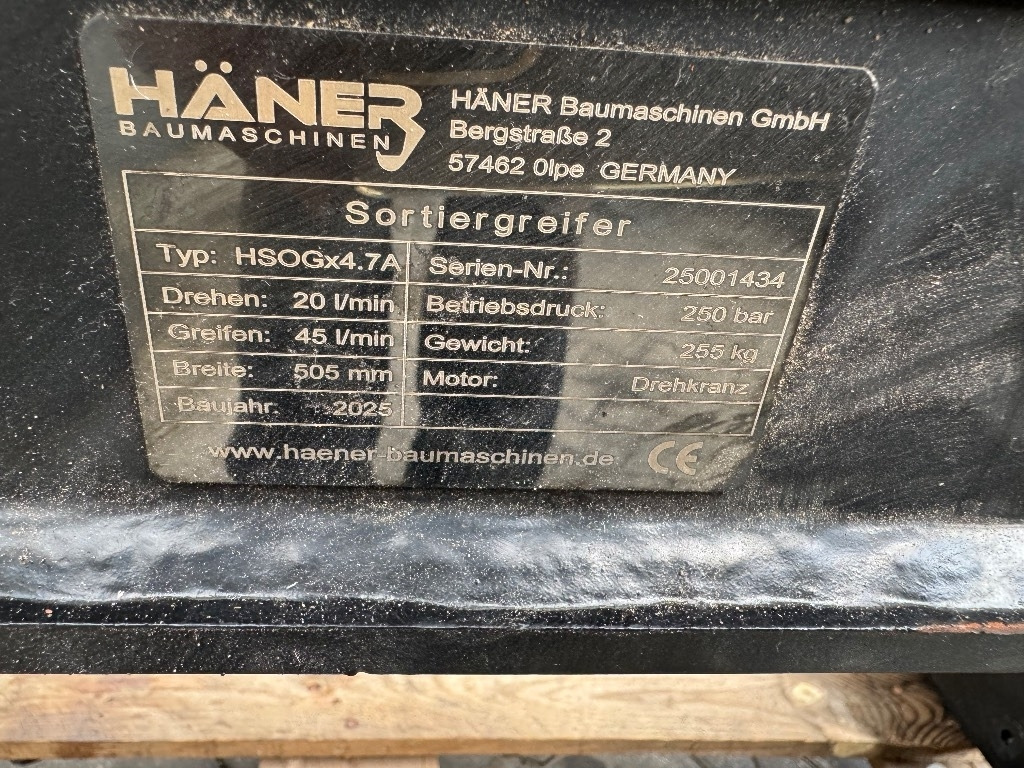 HÄNER
BAUMASCHINEN
HÄNER Baumaschinen GmbH
Bergstraße 2
57462 Olpe GERMANY
Sortiergreifer
Typ: HSOGx4.7A
Serien-Nr.: 25001434
Drehen: 20 l/min
Betriebsdruck: 250 bar
Greifen: 45 l/min
Gewicht: 255 kg
Breite: 505 mm
Motor: Drehkranz
Baujahr: 2025
www.haener-baumaschinen.de CE